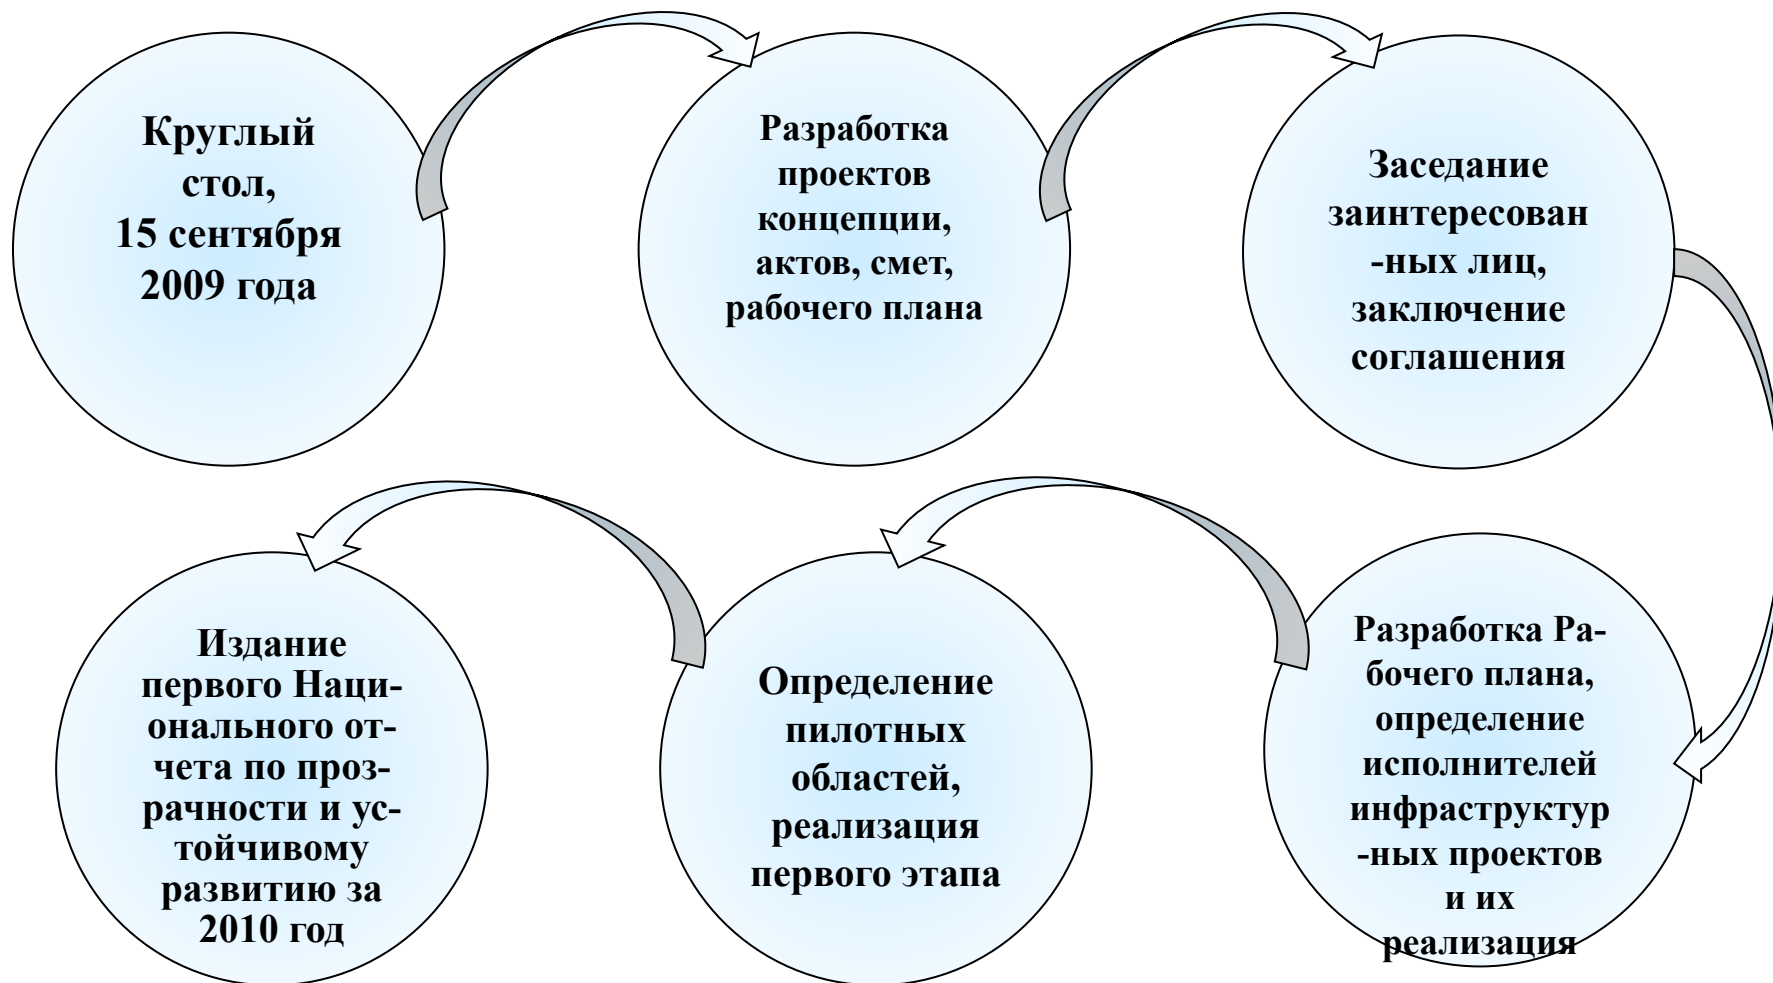 Круглый
стол,
15 сентября
2009 года
Разработка
проектов
концепции,
актов, смет,
рабочего плана
Заседание
заинтересован
-ных лиц,
заключение
соглашения
Разработка Ра-
бочего плана,
определение
исполнителей
инфраструктур
-ных проектов
и их
реализация
Определение
пилотных
областей,
реализация
первого этапа
Издание
первого Наци-
онального от-
чета по проз-
рачности и ус-
тойчивому
развитию за
2010 год